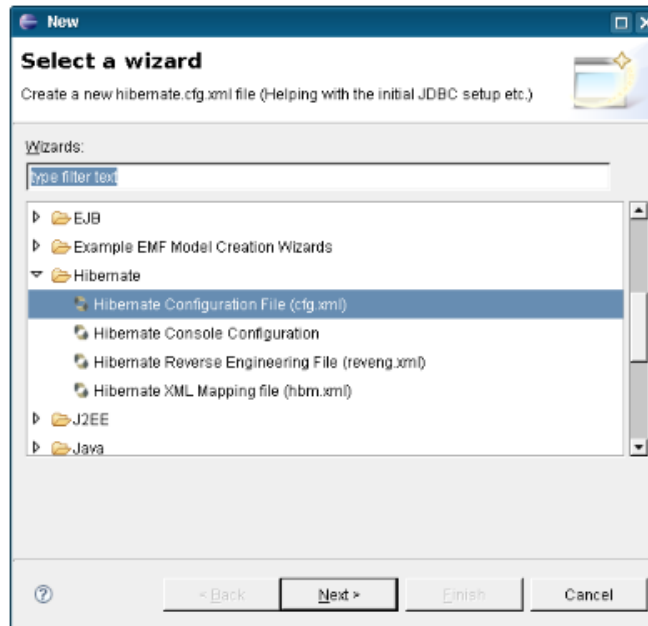 New
Select a wizard
Create a new hibernate.cfg.xml file (Helping with the initial JDBC setup etc.)
Wizards:
type filter text
EJB
Example EMF Model Creation Wizards
Hibernate
Hibernate Configuration File (cfg.xml)
Hibernate Console Configuration
Hibernate Reverse Engineering File (reveng.xml)
Hibernate XML Mapping file (hbm.xml)
J2EE
Java
? < Back Next > Finish Cancel